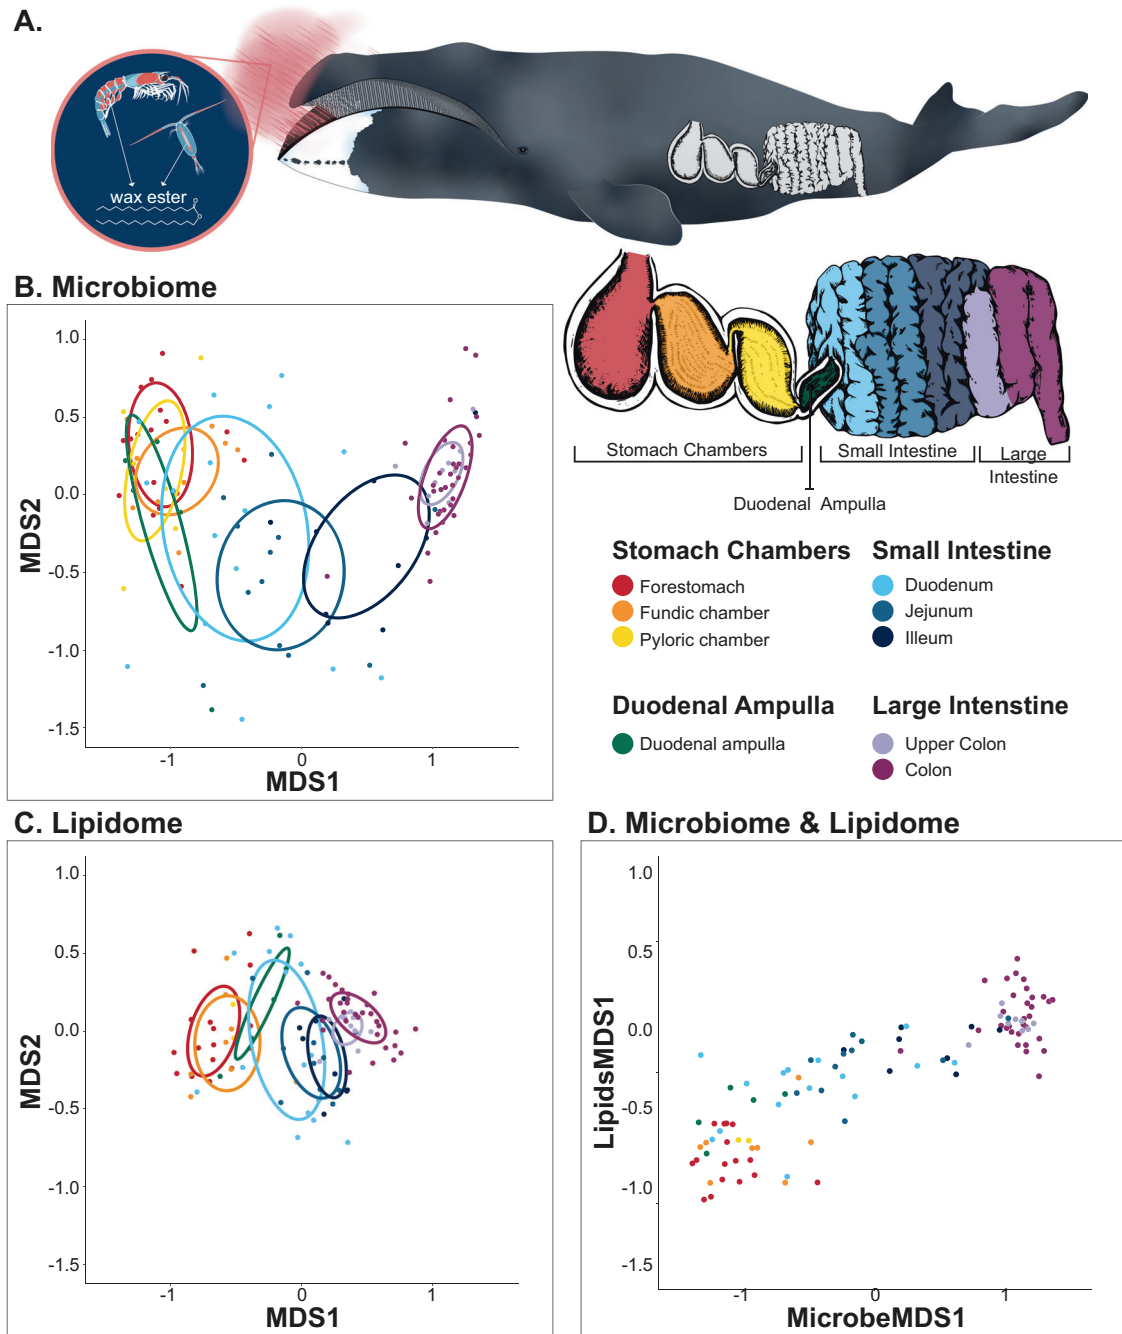 A.
wax ester
B. Microbiome
1.0
0.5
0.0
-0.5
-1.0
-1.5
MDS2
-1
0
1
MDS1
Stomach Chambers
Small Intestine
Large
Intestine
Duodenal Ampulla
Stomach Chambers
Forestomach
Fundic chamber
Pyloric chamber
Small Intestine
Duodenum
Jejunum
Illeum
Duodenal Ampulla
Duodenal ampulla
Large Intenstine
Upper Colon
Colon
C. Lipidome
1.0
0.5
0.0
-0.5
-1.0
-1.5
MDS2
-1
0
1
MDS1
D. Microbiome & Lipidome
1.0
0.5
0.0
-0.5
-1.0
-1.5
LipidsMDS1
-1
0
1
MicrobeMDS1